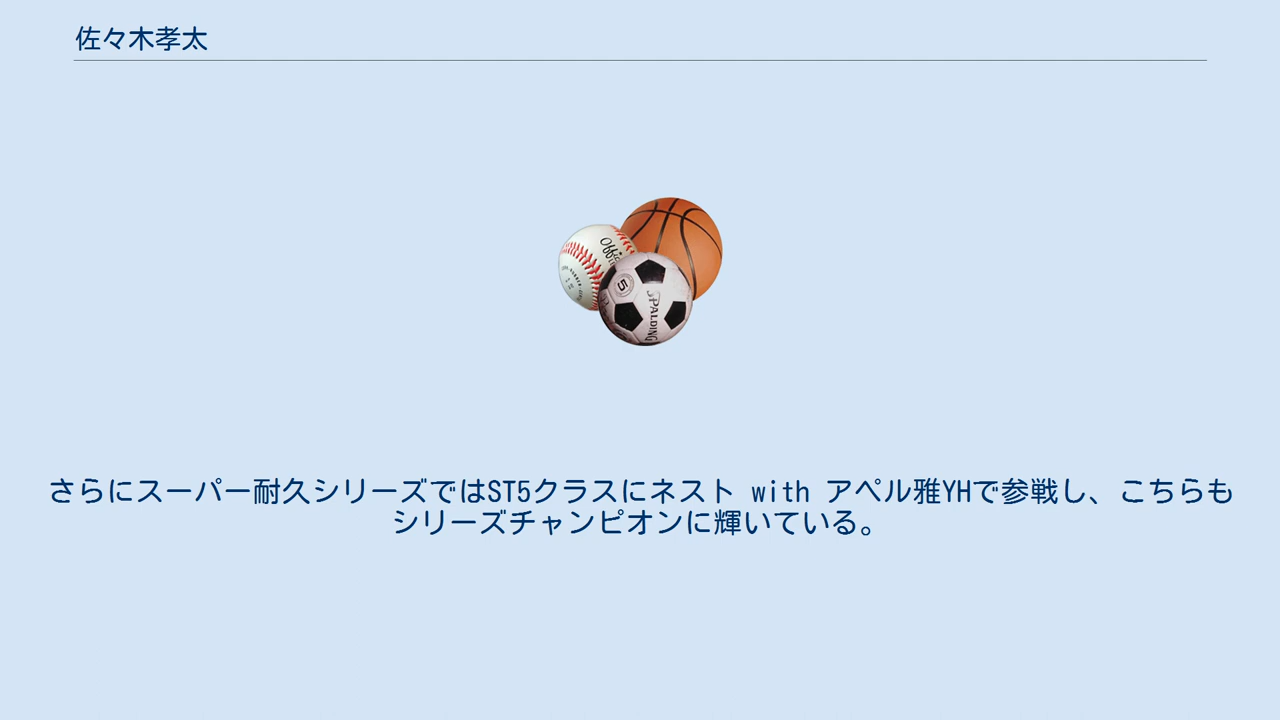 佐々木孝太
SPALDING
5
さらにスーパー耐久シリーズではST5クラスにネスト with アペル雅YHで参戦し、こちらも
シリーズチャンピオンに輝いている。